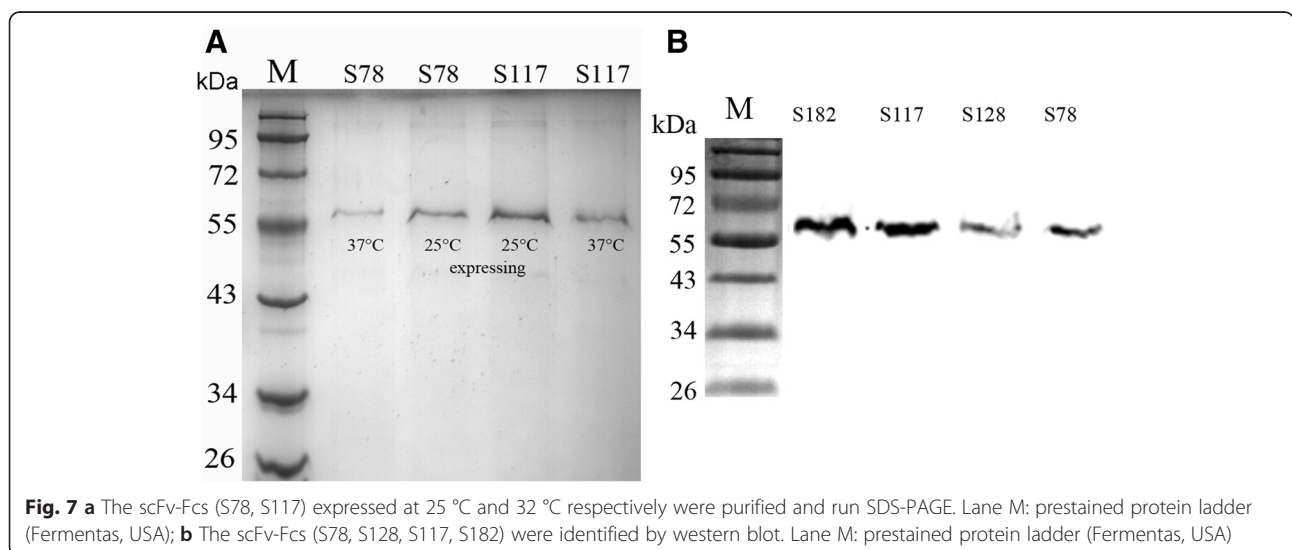 A
B
kDa M S78 S78 S117 S117
95
72
55
37°C 25°C 25°C 37°C
expressing
43
34
26
kDa M S182 S117 S128 S78
95
72
55
43
34
26
Fig. 7 a The scFv-Fcs (S78, S117) expressed at 25 °C and 32 °C respectively were purified and run SDS-PAGE. Lane M: prestained protein ladder
(Fermentas, USA); b The scFv-Fcs (S78, S128, S117, S182) were identified by western blot. Lane M: prestained protein ladder (Fermentas, USA)